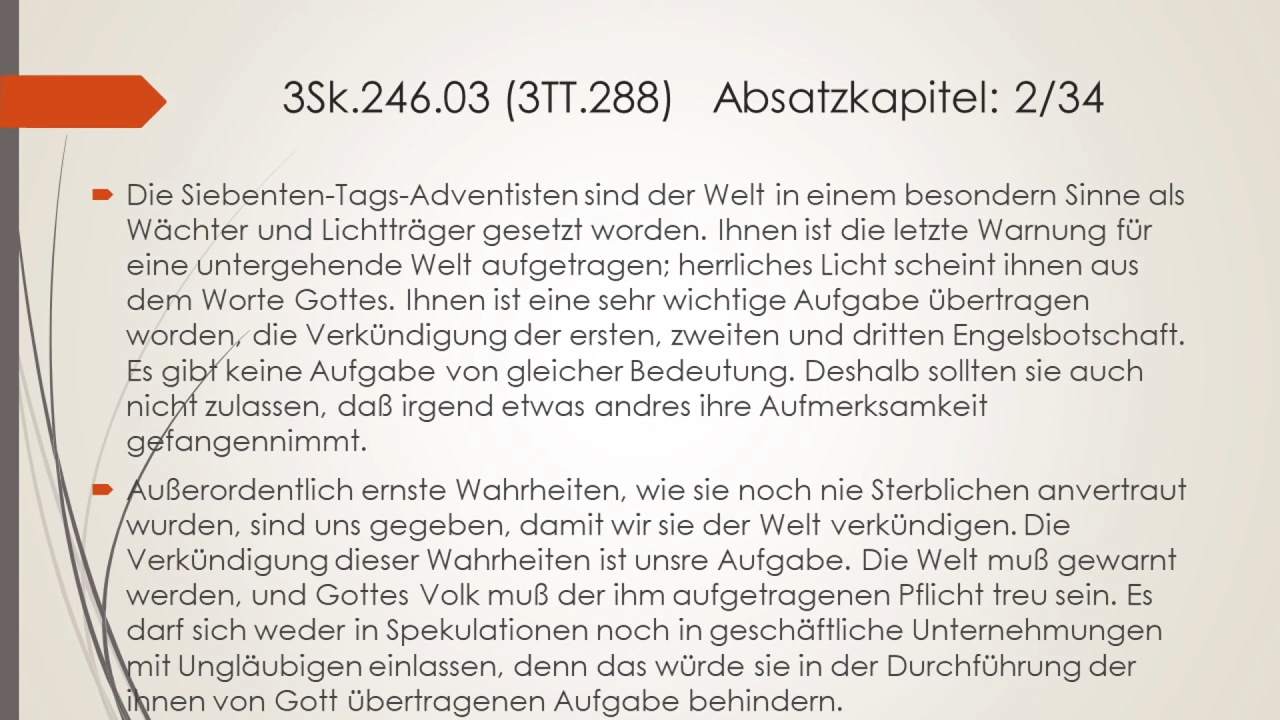 3Sk.246.03 (3TT.288) Absatzkapitel: 2/34
Die Siebenten-Tags-Adventisten sind der Welt in einem besondern Sinne als
Wächter und Lichtträger gesetzt worden. Ihnen ist die letzte Warnung für
eine untergehende Welt aufgetragen; herrliches Licht scheint ihnen aus
dem Worte Gottes. Ihnen ist eine sehr wichtige Aufgabe übertragen
worden, die Verkündigung der ersten, zweiten und dritten Engelsbotschaft.
Es gibt keine Aufgabe von gleicher Bedeutung. Deshalb sollten sie auch
nicht zulassen, daß irgend etwas andres ihre Aufmerksamkeit
gefangennimmt.
Außerordentlich ernste Wahrheiten, wie sie noch nie Sterblichen anvertraut
wurden, sind uns gegeben, damit wir sie der Welt verkündigen. Die
Verkündigung dieser Wahrheiten ist unsre Aufgabe. Die Welt muß gewarnt
werden, und Gottes Volk muß der ihm aufgetragenen Pflicht treu sein. Es
darf sich weder in Spekulationen noch in geschäftliche Unternehmungen
mit Ungläubigen einlassen, denn das würde sie in der Durchführung der
ihnen von Gott übertragenen Aufgabe behindern.